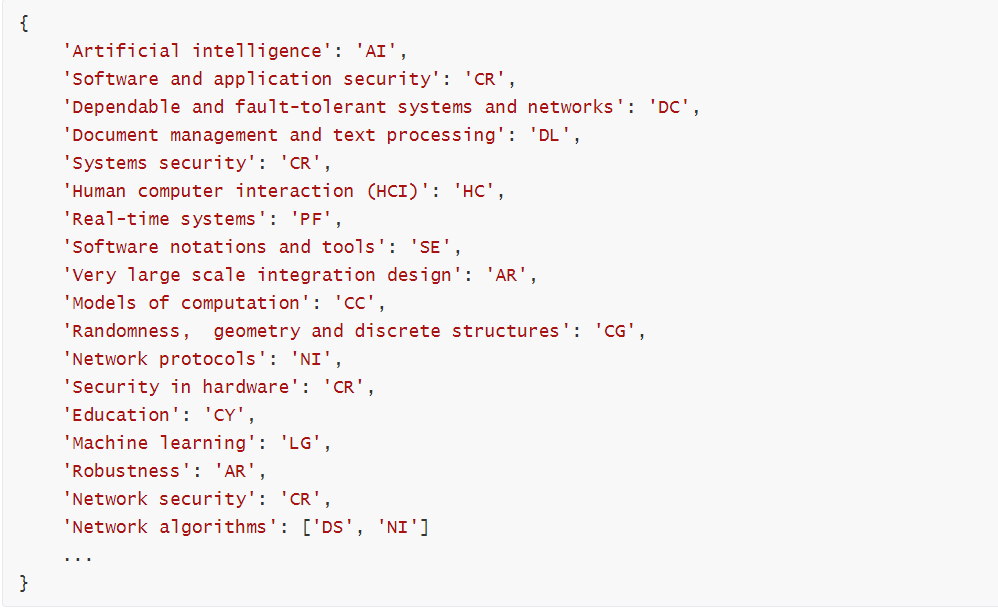 {
    'Artificial intelligence': 'AI',
    'Software and application security': 'CR',
    'Dependable and fault-tolerant systems and networks': 'DC',
    'Document management and text processing': 'DL',
    'Systems security': 'CR',
    'Human computer interaction (HCI)': 'HC',
    'Real-time systems': 'PF',
    'Software notations and tools': 'SE',
    'Very large scale integration design': 'AR',
    'Models of computation': 'CC',
    'Randomness,  geometry and discrete structures': 'CG',
    'Network protocols': 'NI',
    'Security in hardware': 'CR',
    'Education': 'CY',
    'Machine learning': 'LG',
    'Robustness': 'AR',
    'Network security': 'CR',
    'Network algorithms': ['DS', 'NI']
    ...
}